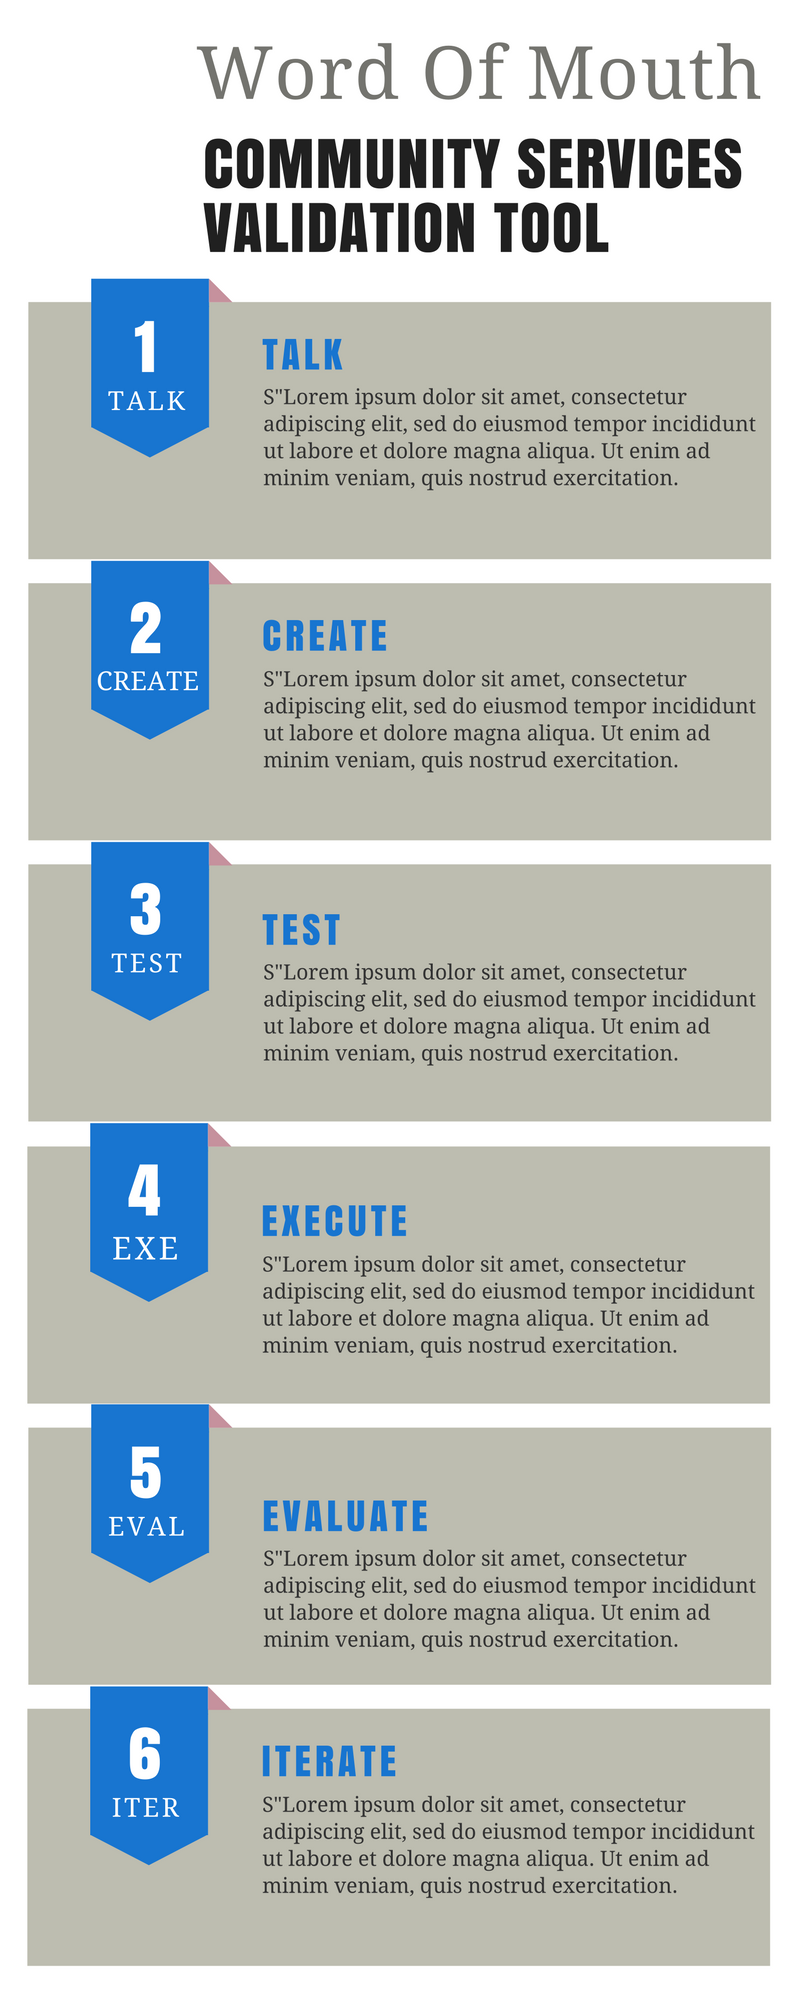 Word Of Mouth
COMMUNITY SERVICES
VALIDATION TOOL
1
TALK
TALK
S"Lorem ipsum dolor sit amet, consectetur
adipiscing elit, sed do eiusmod tempor incididunt
ut labore et dolore magna aliqua. Ut enim ad
minim veniam, quis nostrud exercitation.
2
CREATE
CREATE
S"Lorem ipsum dolor sit amet, consectetur
adipiscing elit, sed do eiusmod tempor incididunt
ut labore et dolore magna aliqua. Ut enim ad
minim veniam, quis nostrud exercitation.
3
TEST
TEST
S"Lorem ipsum dolor sit amet, consectetur
adipiscing elit, sed do eiusmod tempor incididunt
ut labore et dolore magna aliqua. Ut enim ad
minim veniam, quis nostrud exercitation.
4
EXE
EXECUTE
S"Lorem ipsum dolor sit amet, consectetur
adipiscing elit, sed do eiusmod tempor incididunt
ut labore et dolore magna aliqua. Ut enim ad
minim veniam, quis nostrud exercitation.
5
EVAL
EVALUATE
S"Lorem ipsum dolor sit amet, consectetur
adipiscing elit, sed do eiusmod tempor incididunt
ut labore et dolore magna aliqua. Ut enim ad
minim veniam, quis nostrud exercitation.
6
ITER
ITERATE
S"Lorem ipsum dolor sit amet, consectetur
adipiscing elit, sed do eiusmod tempor incididunt
ut labore et dolore magna aliqua. Ut enim ad
minim veniam, quis nostrud exercitation.